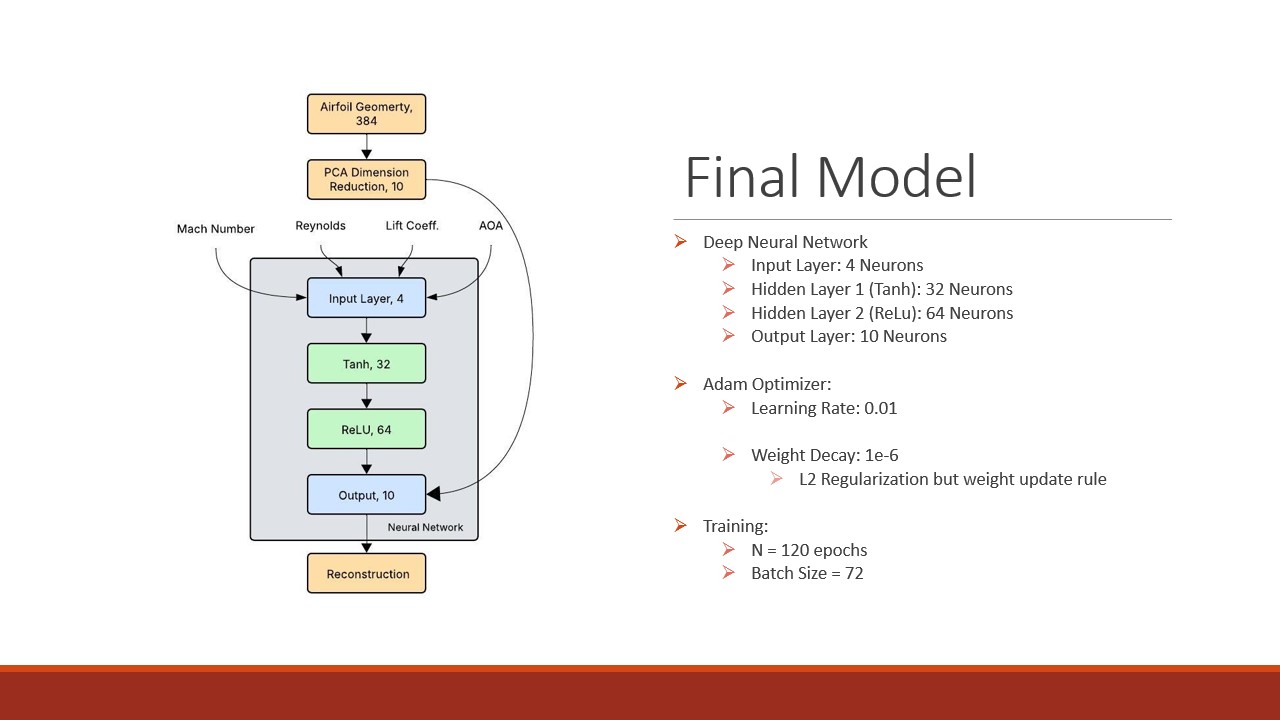 Airfoil Geomerty,
384
PCA Dimension
Reduction, 10
Mach Number
Reynolds
Lift Coeff.
AOA
Input Layer, 4
Tanh, 32
ReLU, 64
Output, 10
Neural Network
Reconstruction
Final Model
Deep Neural Network
Input Layer: 4 Neurons
Hidden Layer 1 (Tanh): 32 Neurons
Hidden Layer 2 (ReLu): 64 Neurons
Output Layer: 10 Neurons
Adam Optimizer:
Learning Rate: 0.01
Weight Decay: 1e-6
L2 Regularization but weight update rule
Training:
N = 120 epochs
Batch Size = 72